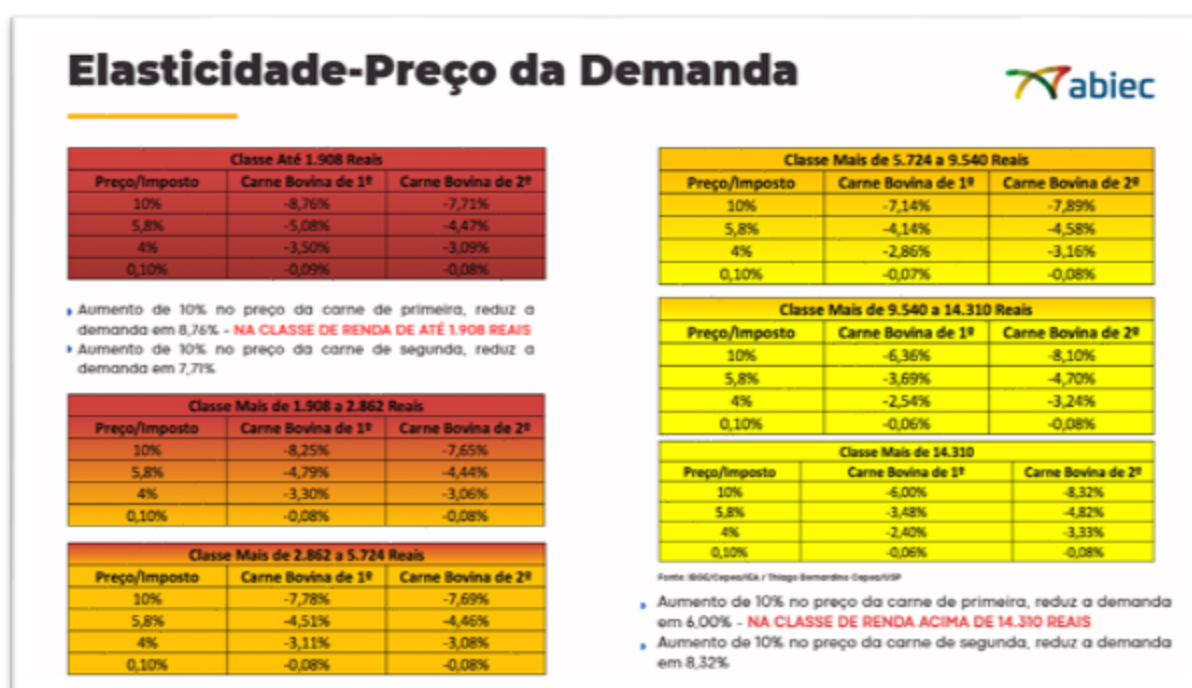 Elasticidade-Preço da Demanda
abiec
Classe Até 1.908 Reais
Preço/Imposto Carne Bovina de 1º Carne Bovina de 2º
10% -8,76% -7,71%
5,8% -5,08% -4,47%
4% -3,50% -3,09%
0,10% -0,09% -0,08%
Aumento de 10% no preço da carne de primeira, reduz a
demanda em 8,76% - NA CLASSE DE RENDA DE ATÉ 1.908 REAIS
Aumento de 10% no preço da carne de segunda, reduz a
demanda em 7,71%
Classe Mais de 1.908 a 2.862 Reais
Preço/Imposto Carne Bovina de 1º Carne Bovina de 2º
10% -8,25% -7,65%
5,8% -4,79% -4,44%
4% -3,30% -3,06%
0,10% -0,08% -0,08%
Classe Mais de 2.862 a 5.724 Reais
Preço/Imposto Carne Bovina de 1º Carne Bovina de 2º
10% -7,78% -7,69%
5,8% -4,51% -4,46%
4% -3,11% -3,08%
0,10% -0,08% -0,08%
Classe Mais de 5.724 a 9.540 Reais
Preço/Imposto Carne Bovina de 1º Carne Bovina de 2º
10% -7,14% -7,89%
5,8% -4,14% -4,58%
4% -2,86% -3,16%
0,10% -0,07% -0,08%
Classe Mais de 9.540 a 14.310 Reais
Preço/Imposto Carne Bovina de 1º Carne Bovina de 2º
10% -6,36% -8,10%
5,8% -3,69% -4,70%
4% -2,54% -3,24%
0,10% -0,06% -0,08%
Classe Mais de 14.310
Preço/Imposto Carne Bovina de 1º Carne Bovina de 2º
10% -6,00% -8,32%
5,8% -3,48% -4,82%
4% -2,40% -3,33%
0,10% -0,06% -0,08%
Fonte: IBGE/Cepea/IEA / Thiago Bernardino Cepea/USP
Aumento de 10% no preço da carne de primeira, reduz a demanda
em 6,00% - NA CLASSE DE RENDA ACIMA DE 14.310 REAIS
Aumento de 10% no preço da carne de segunda, reduz a demanda
em 8,32%